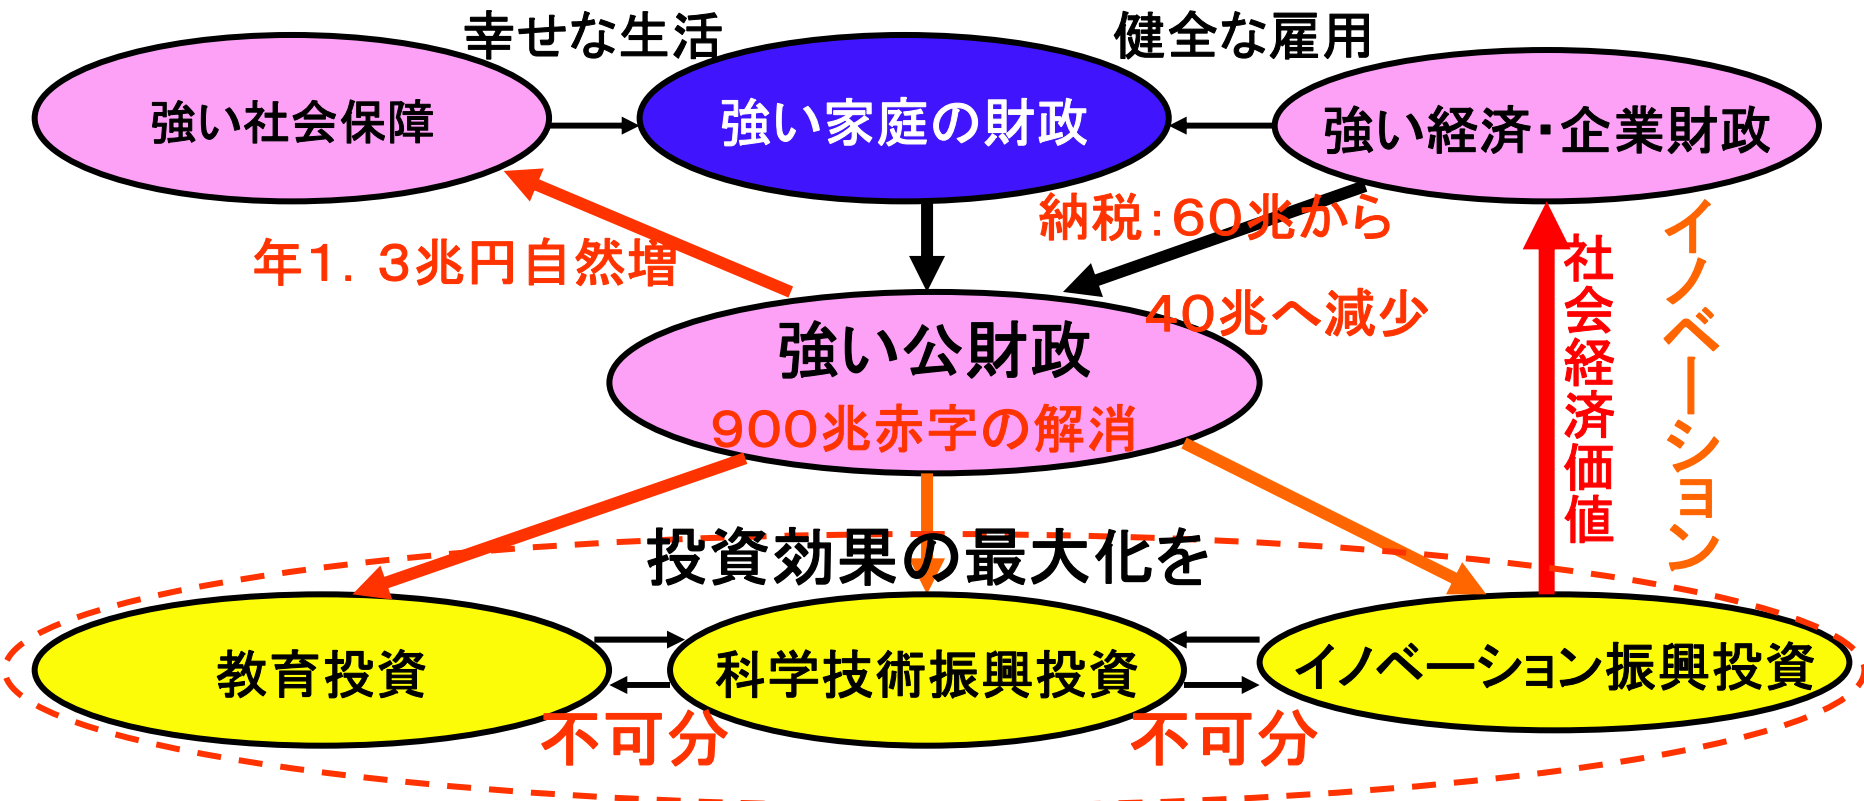 幸せな生活
健全な雇用
強い社会保障
強い家庭の財政
強い経済・企業財政
納税：60兆から
年1．3兆円自然増
40兆へ減少
社会経済価値
イノベーション
強い公財政
900兆赤字の解消
投資効果の最大化を
教育投資
科学技術振興投資
イノベーション振興投資
不可分
不可分